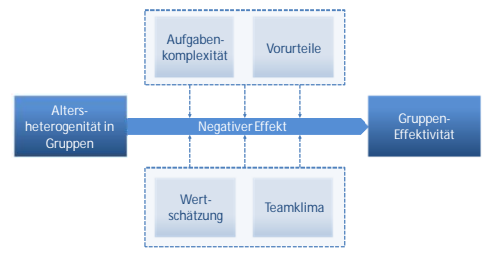 Aufgaben-
komplexität
Vorurteile
Alters-
heterogenität in
Gruppen
Negativer Effekt
Gruppen-
Effektivität
Wert-
schätzung
Teamklima